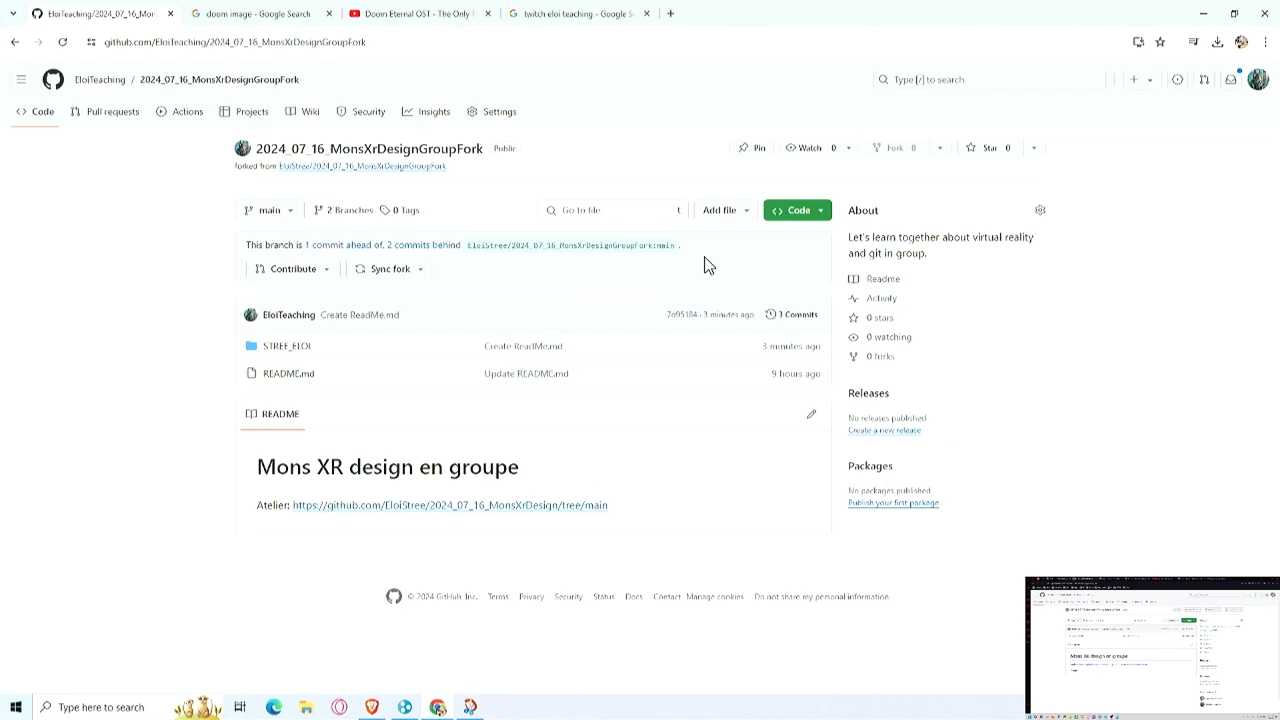 EloiTeaching/2024_07_16_Mons
doom image - Google Search
Doom Eternal OST - The Only T
twitch eloi teaching - Google S
github.com/EloiTeaching/2024_07_16_MonsXrDesignGroupFork
EloiTeaching / 2024_07_16_MonsXrDesignGroupFork
Type / to search
Code
Pull requests
Actions
Projects
Wiki
Security
Insights
Settings
2024_07_16_MonsXrDesignGroupFork Public
Pin
Watch 0
Fork 0
Star 0
forked from EloiStree/2024_07_16_MonsXrDesignGroupFork
main
2 Branches
0 Tags
Go to file
t
Add file
Code
This branch is 1 commit ahead of, 2 commits behind EloiStree/2024_07_16_MonsXrDesignGroupFork:main .
Contribute
Sync fork
EloiTeaching Create ReadMe.md
7d95184 · 3 minutes ago
3 Commits
STREE_ELOI Create ReadMe.md 3 minutes ago
README.md Update README.md 9 hours ago
README
Mons XR design en groupe
Atelier: https://github.com/EloiStree/2024_07_16_MonsXrDesign/tree/main
About
Let's learn together about virtual reality
and git in group.
Readme
Activity
0 stars
0 watching
0 forks
Releases
No releases published
Create a new release
Packages
No packages published
Publish your first package
GitHub, Inc.
Terms
Privacy
Security
Status
Docs
Contact
Manage cookies
Do not share my personal information
Mons XR design en groupe
Type here to search